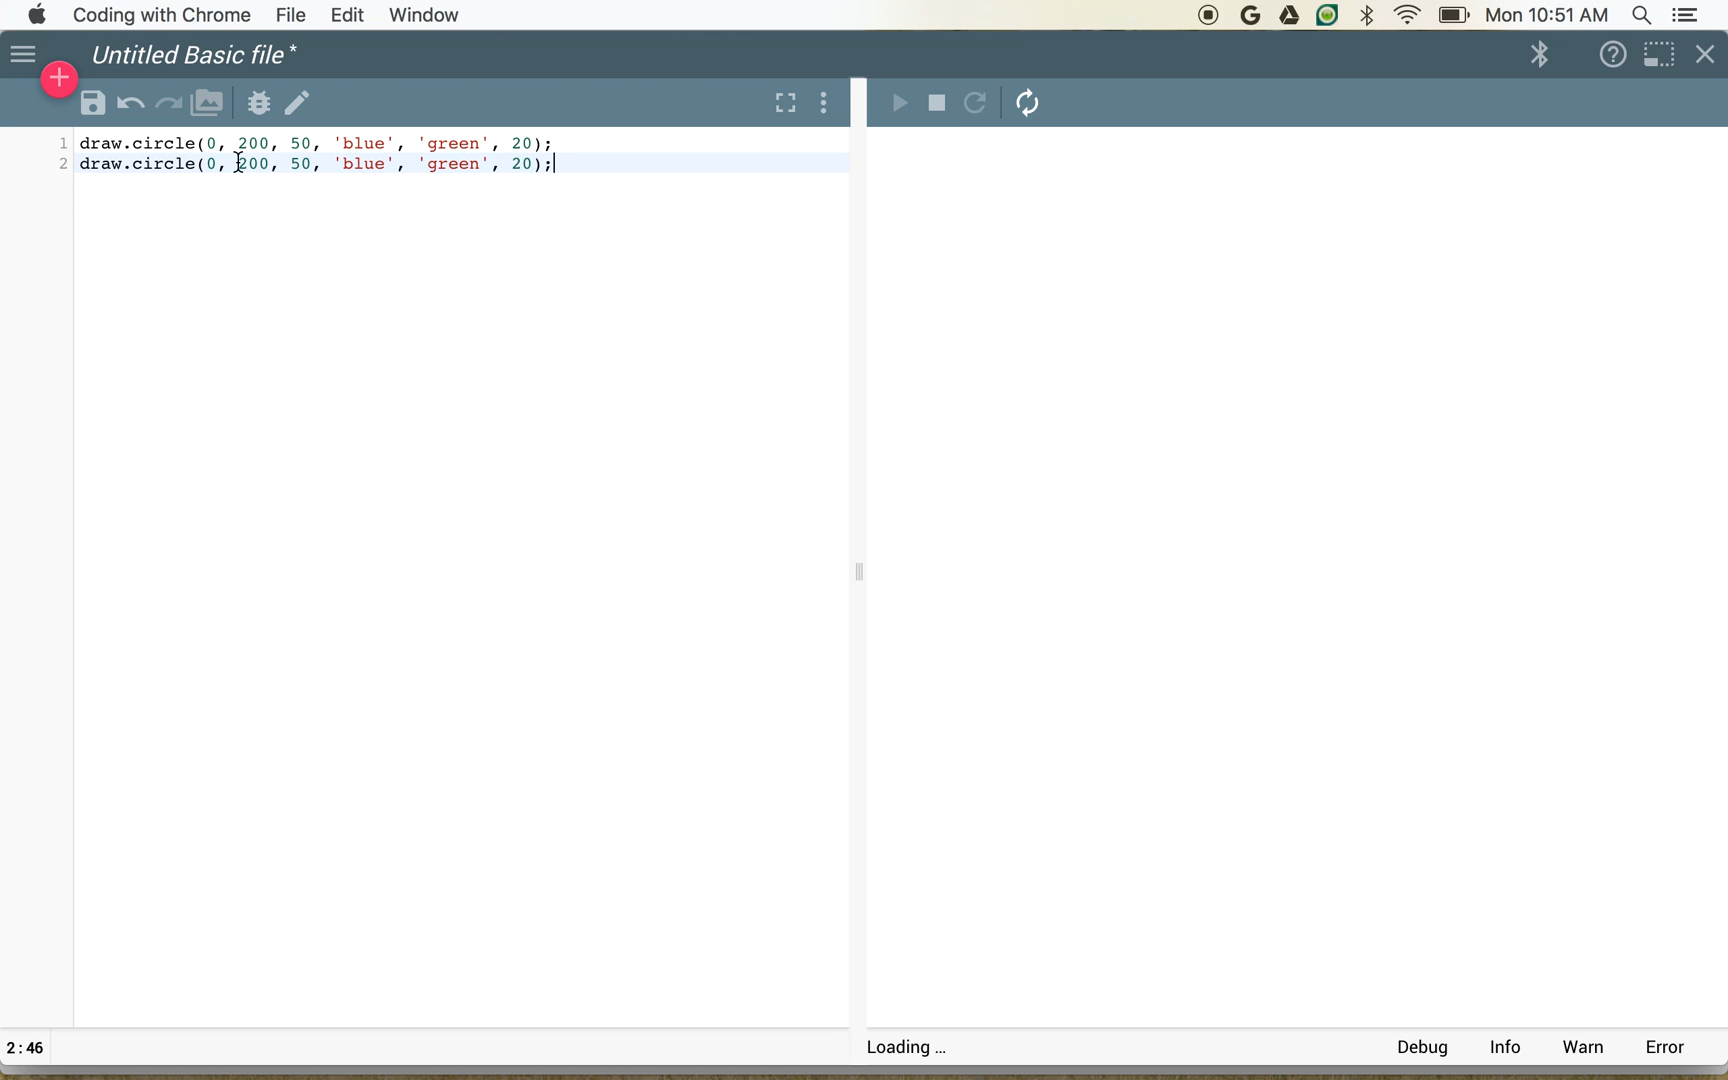 Coding with Chrome File Edit Window Mon 10:51 AM
Untitled Basic file*
1 draw.circle(0, 200, 50, 'blue', 'green', 20);
2 draw.circle(0, 200, 50, 'blue', 'green', 20);
2 : 46 Loading ... Debug Info Warn Error